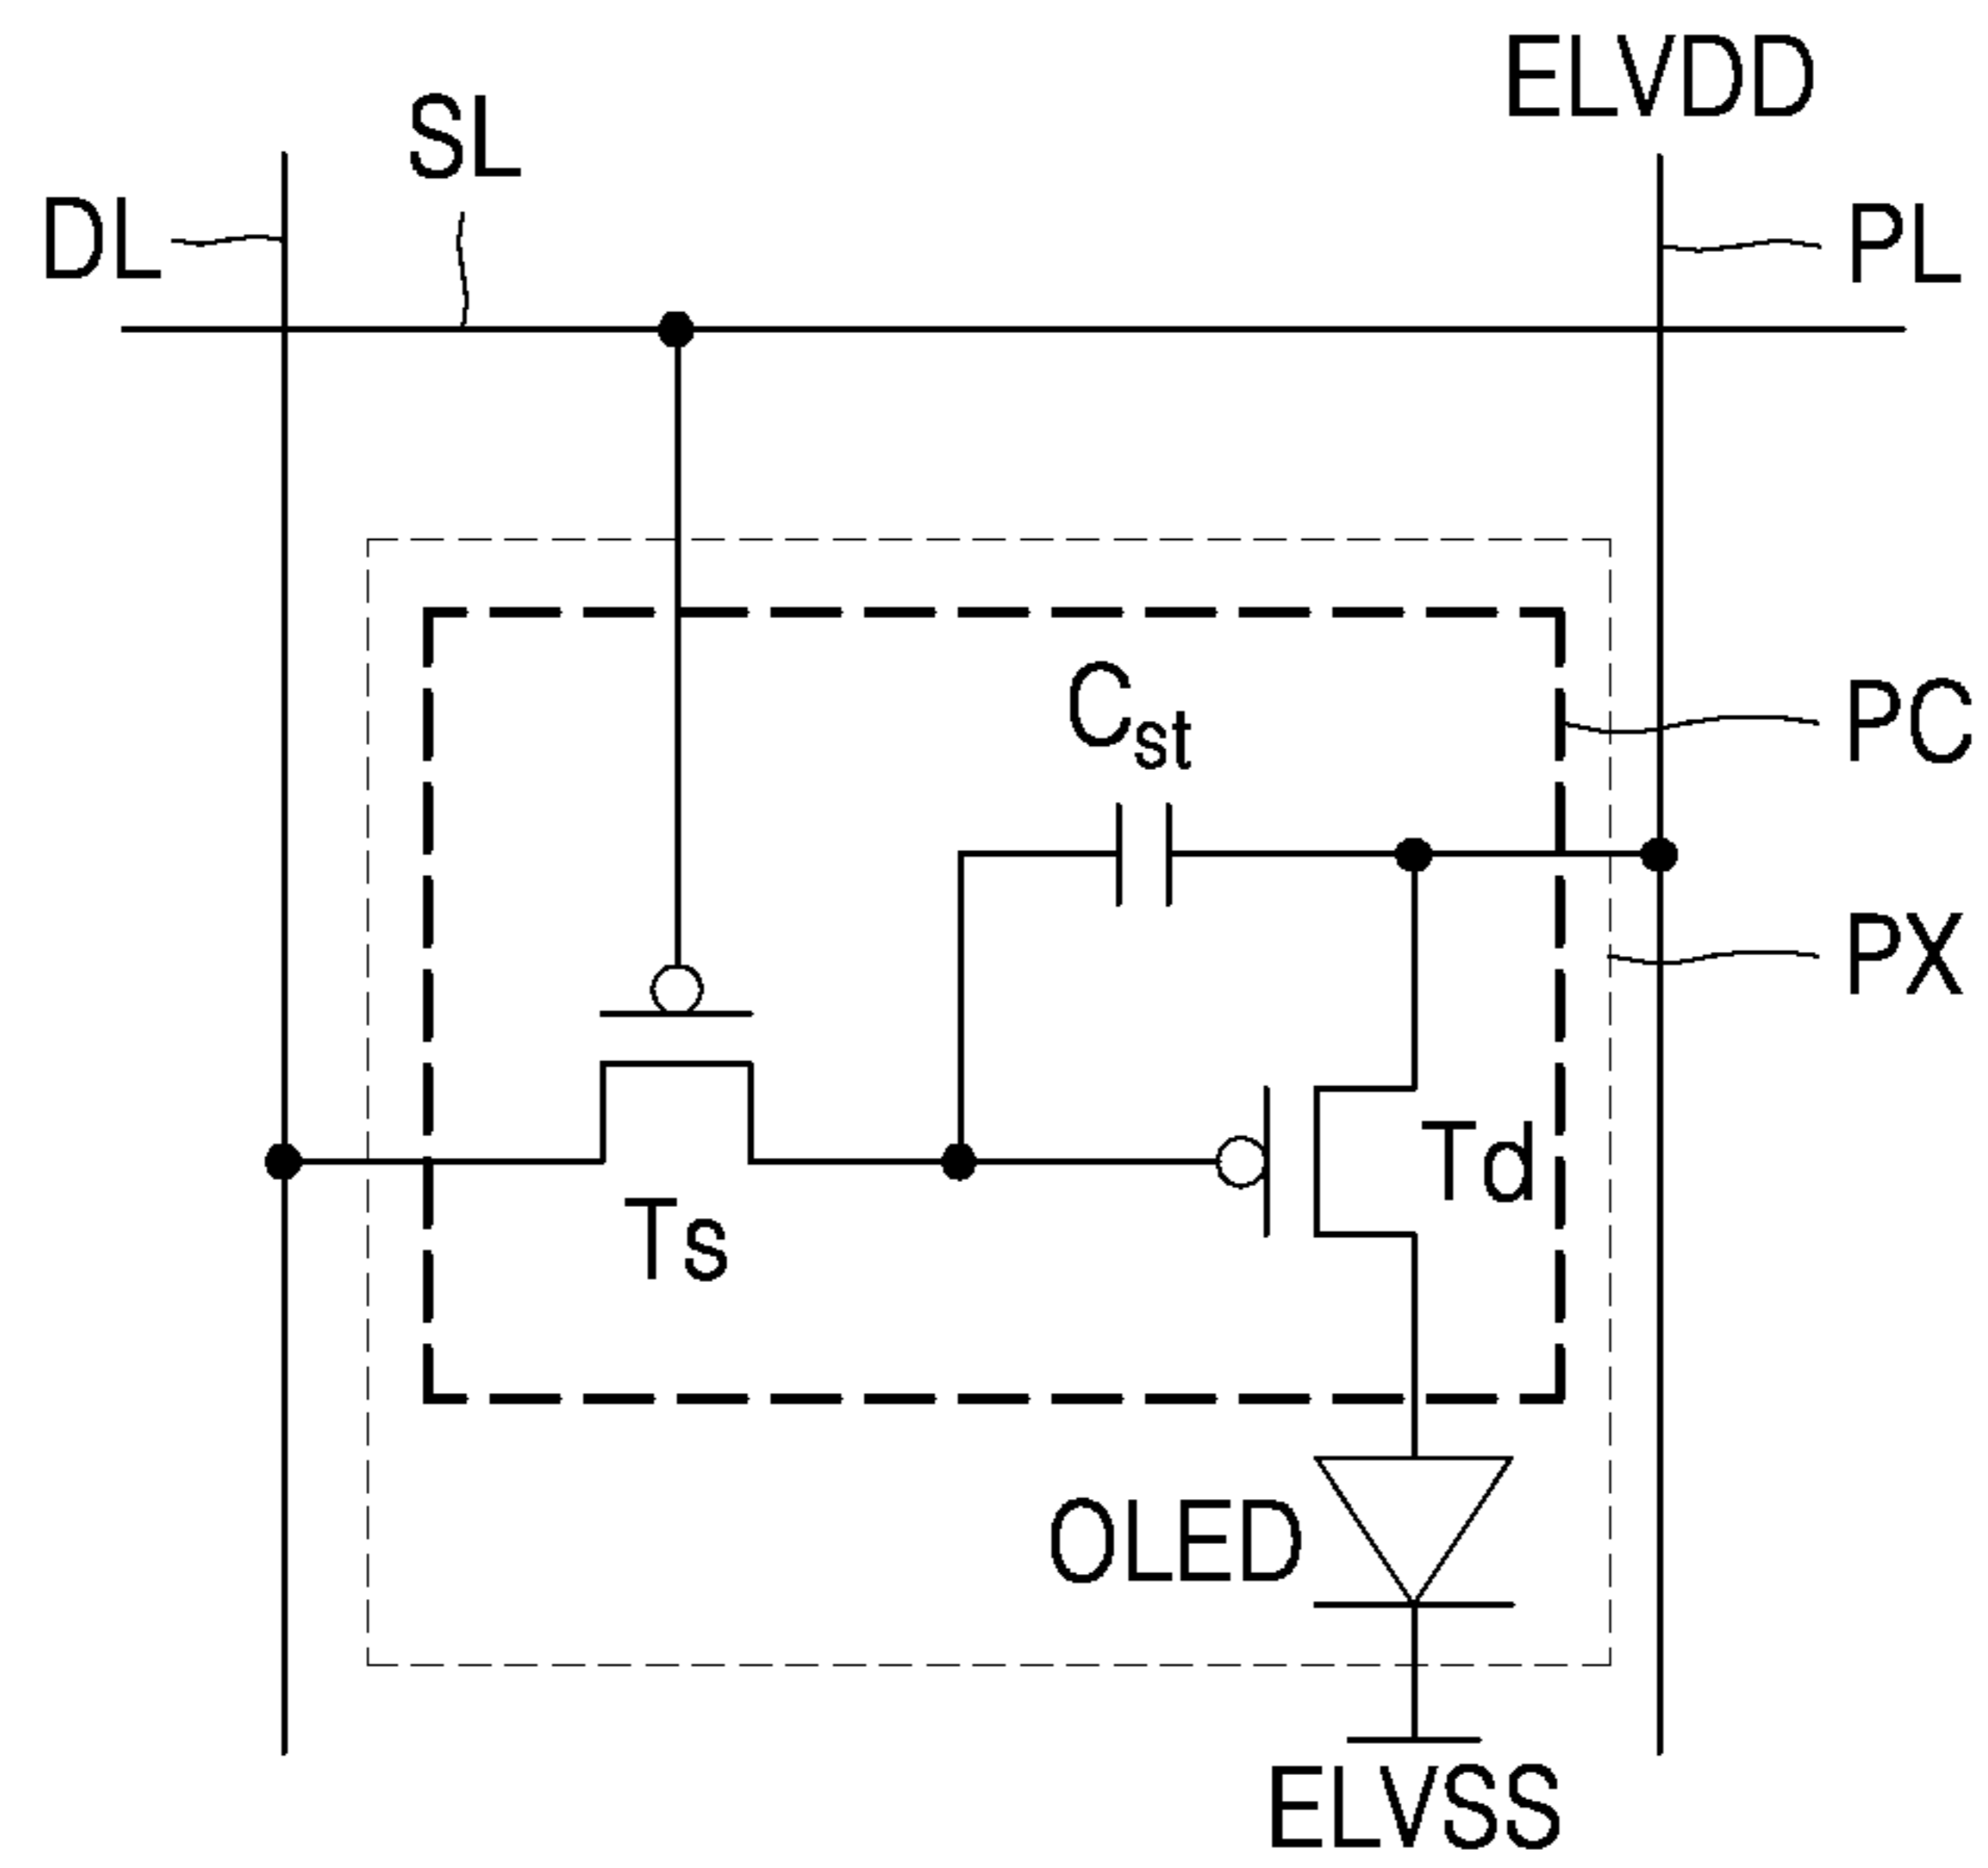 ELVDD
SL
DL
PL
PC
Cst
PX
Td
Ts
OLED
ELVSS